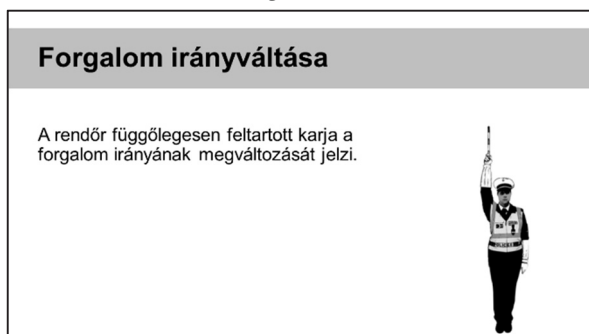 Forgalom irányváltása
A rendőr függőlegesen feltartott karja a
forgalom irányának megváltozását jelzi.